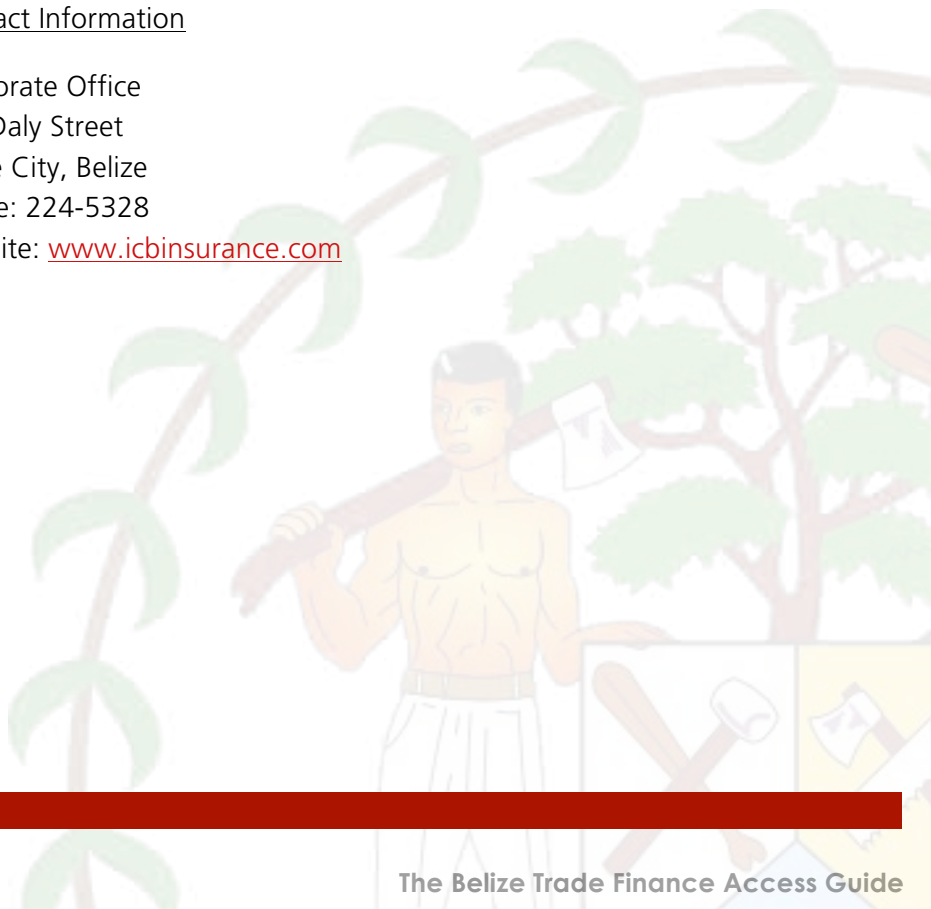 act Information
orate Office
Daly Street
e City, Belize
e: 224-5328
ite: www.icbinsurance.com
The Belize Trade Finance Access Guide